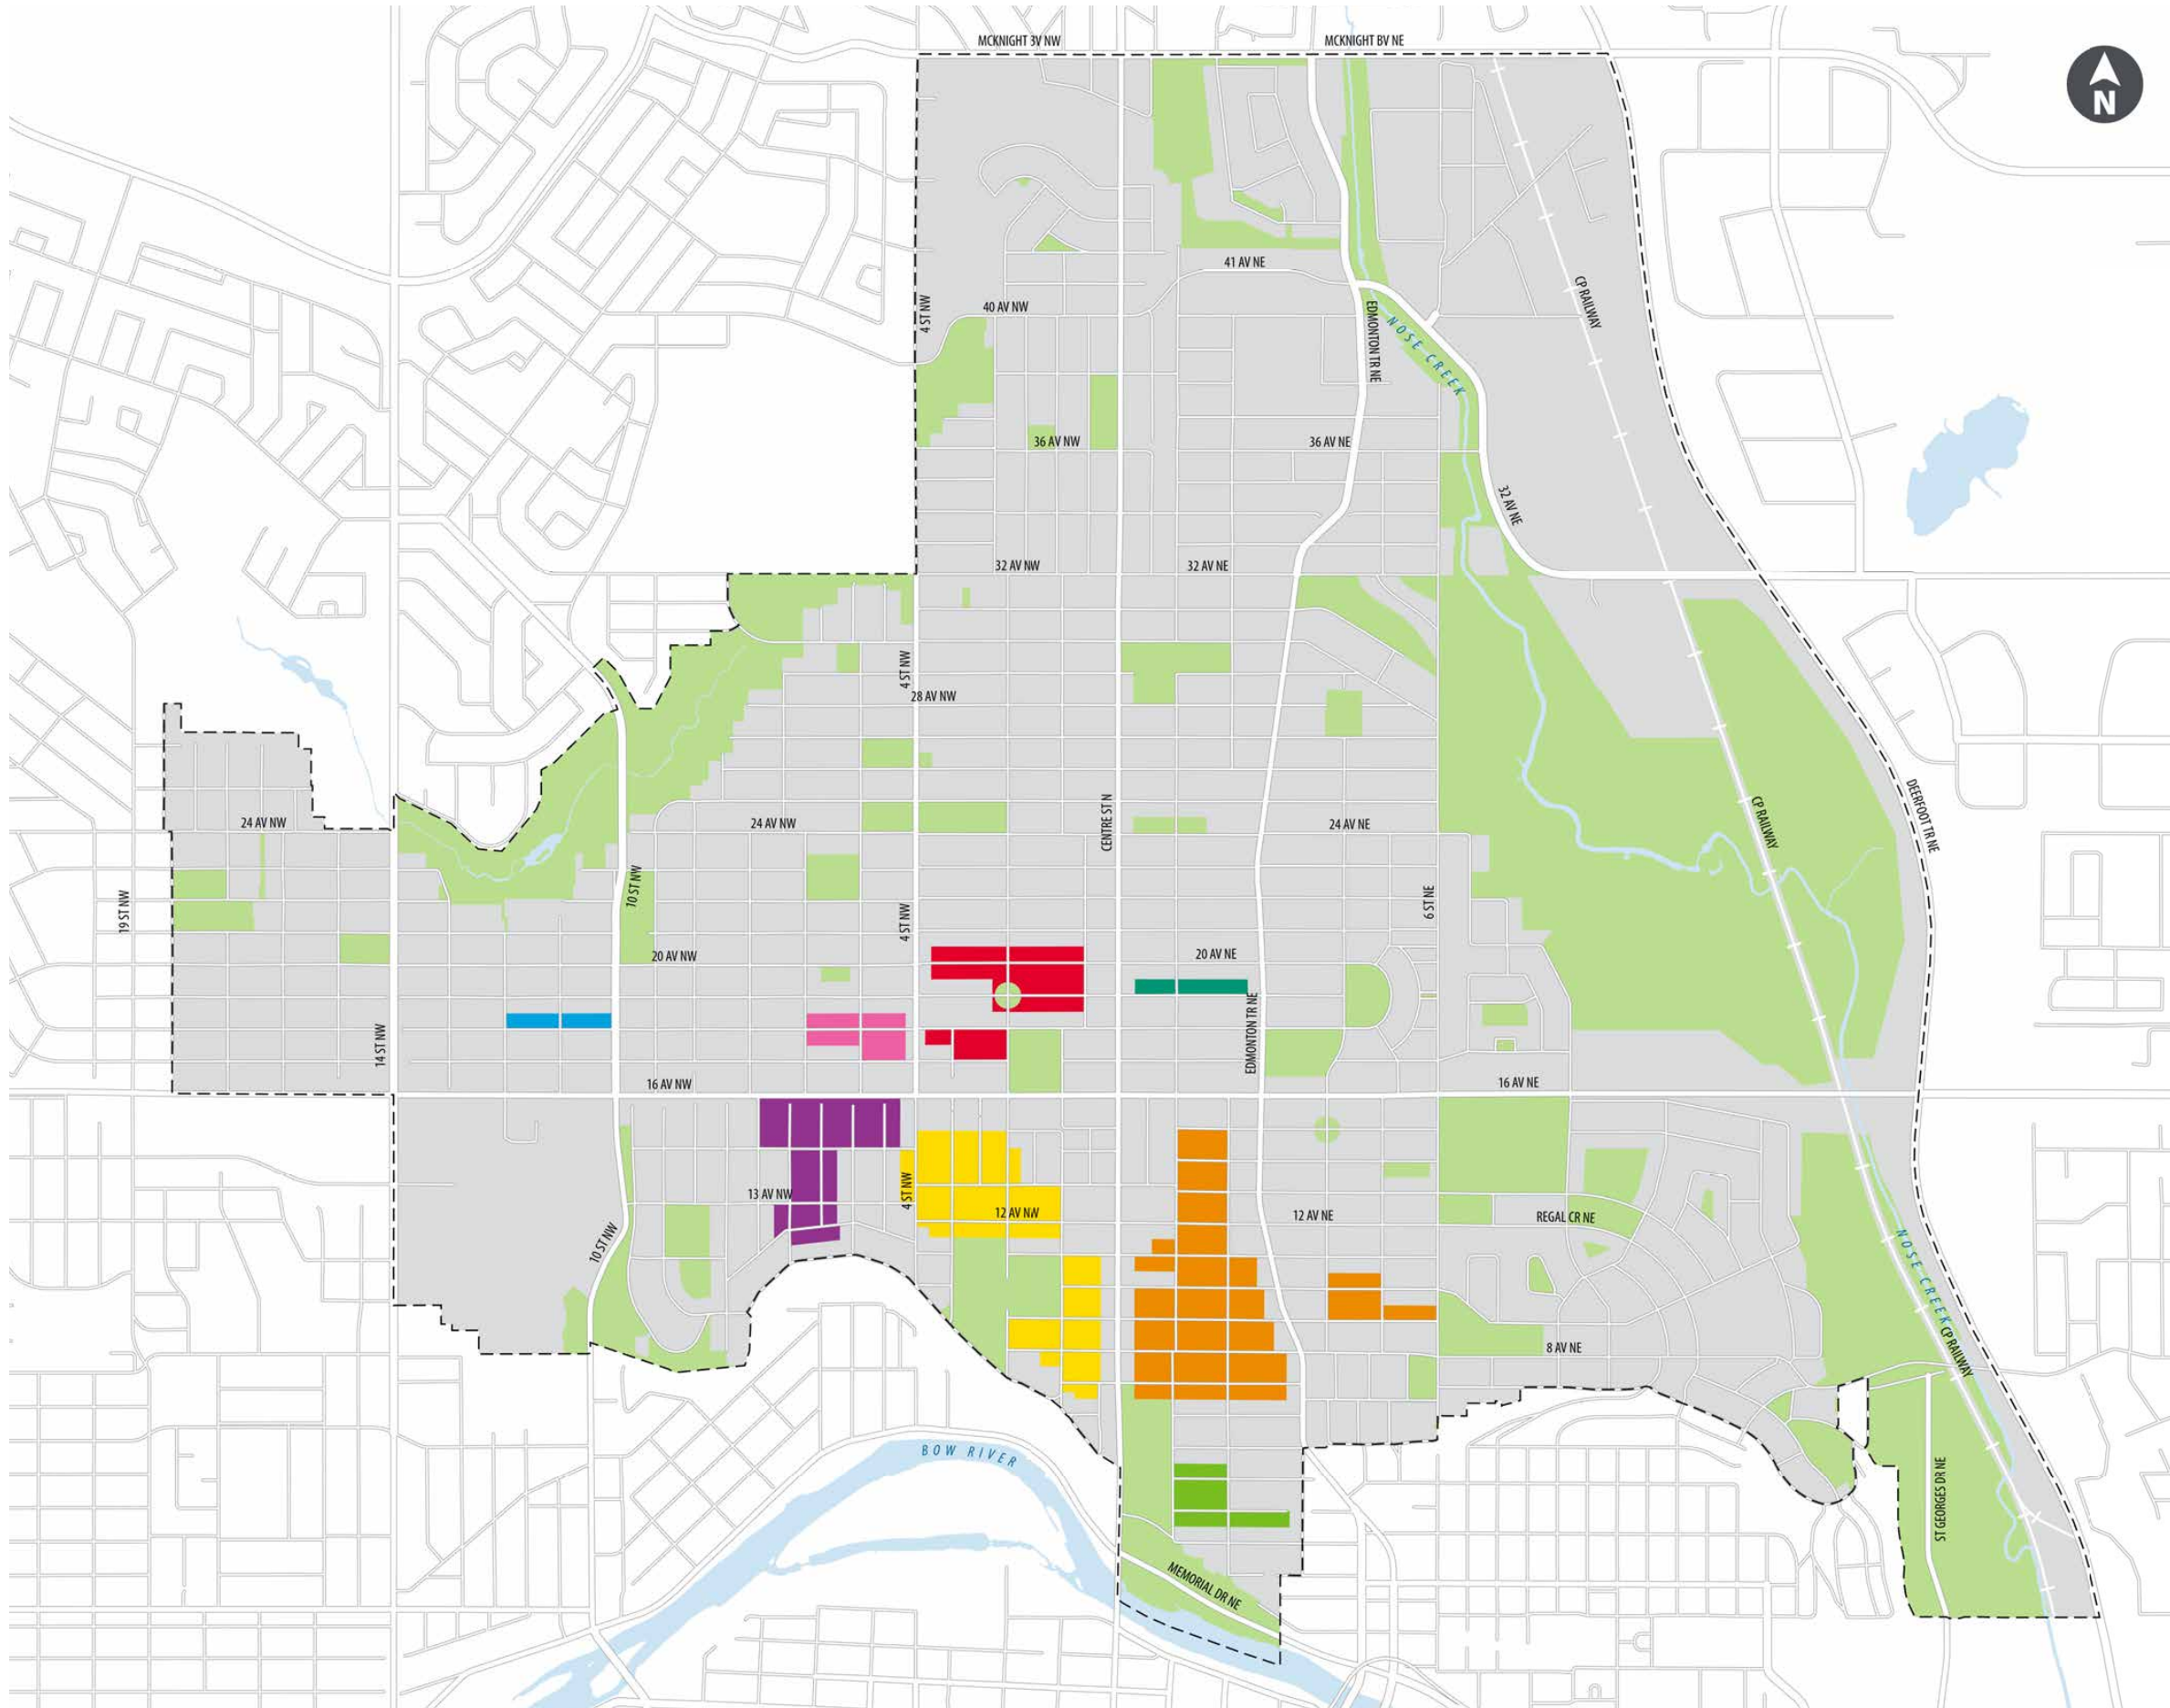 MCKNIGHT 3V NW
MCKNIGHT BV NE
N
41 AV NE
CP RAILWAY
4 ST NW
40 AV NW
EDMONTON TR NE
NOSE CREEK
36 AV NW
36 AV NE
32 AV NE
32 AV NW
32 AV NE
4 ST NW
28 AV NW
DEERFOOT TR NE
24 AV NW
24 AV NW
CENTRE ST N
24 AV NE
CP RAILWAY
19 ST NW
10 ST NW
4 ST NW
6 ST NE
20 AV NW
20 AV NE
14 ST NW
EDMONTON TR NE
16 AV NW
16 AV NE
13 AV NW
4 ST NW
12 AV NW
12 AV NE
REGAL CR NE
10 ST NW
NOSE CREEK
8 AV NE
CP RAILWAY
BOW RIVER
ST GEORGES DR NE
MEMORIAL DR NE